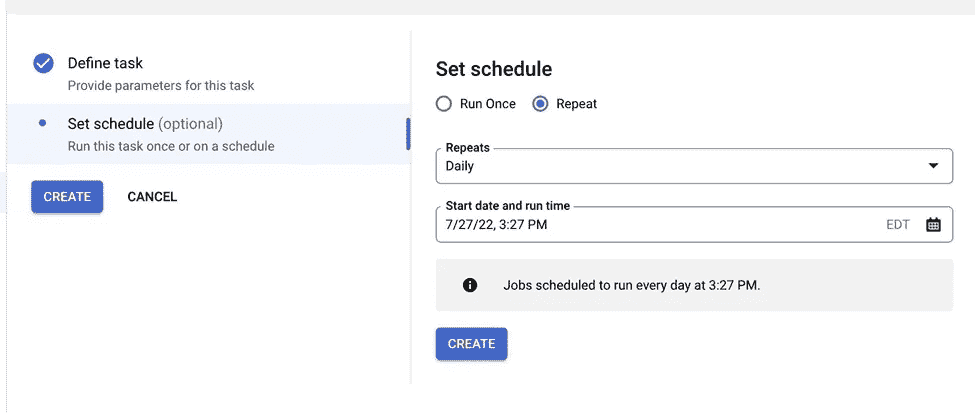 Define task
Provide parameters for this task
Set schedule (optional)
Run this task once or on a schedule
CREATE
CANCEL
Set schedule
Run Once
Repeat
Repeats
Daily
Start date and run time
7/27/22, 3:27 PM
EDT
Jobs scheduled to run every day at 3:27 PM.
CREATE